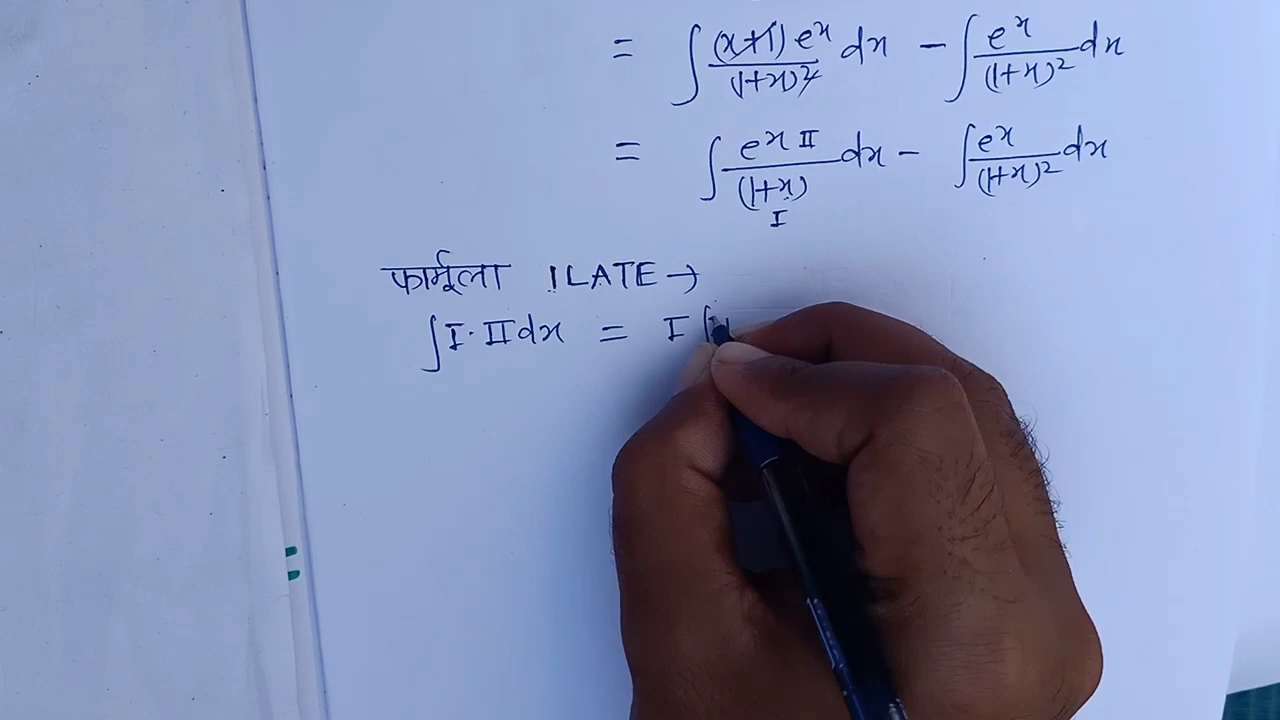 = ∫ (x+1) eˣ / (1+x)² dx − ∫ eˣ / (1+x)² dx
= ∫ eˣ II / (1+x) I dx − ∫ eˣ / (1+x)² dx
फार्मूला ILATE →
∫ I · II dx = I ∫